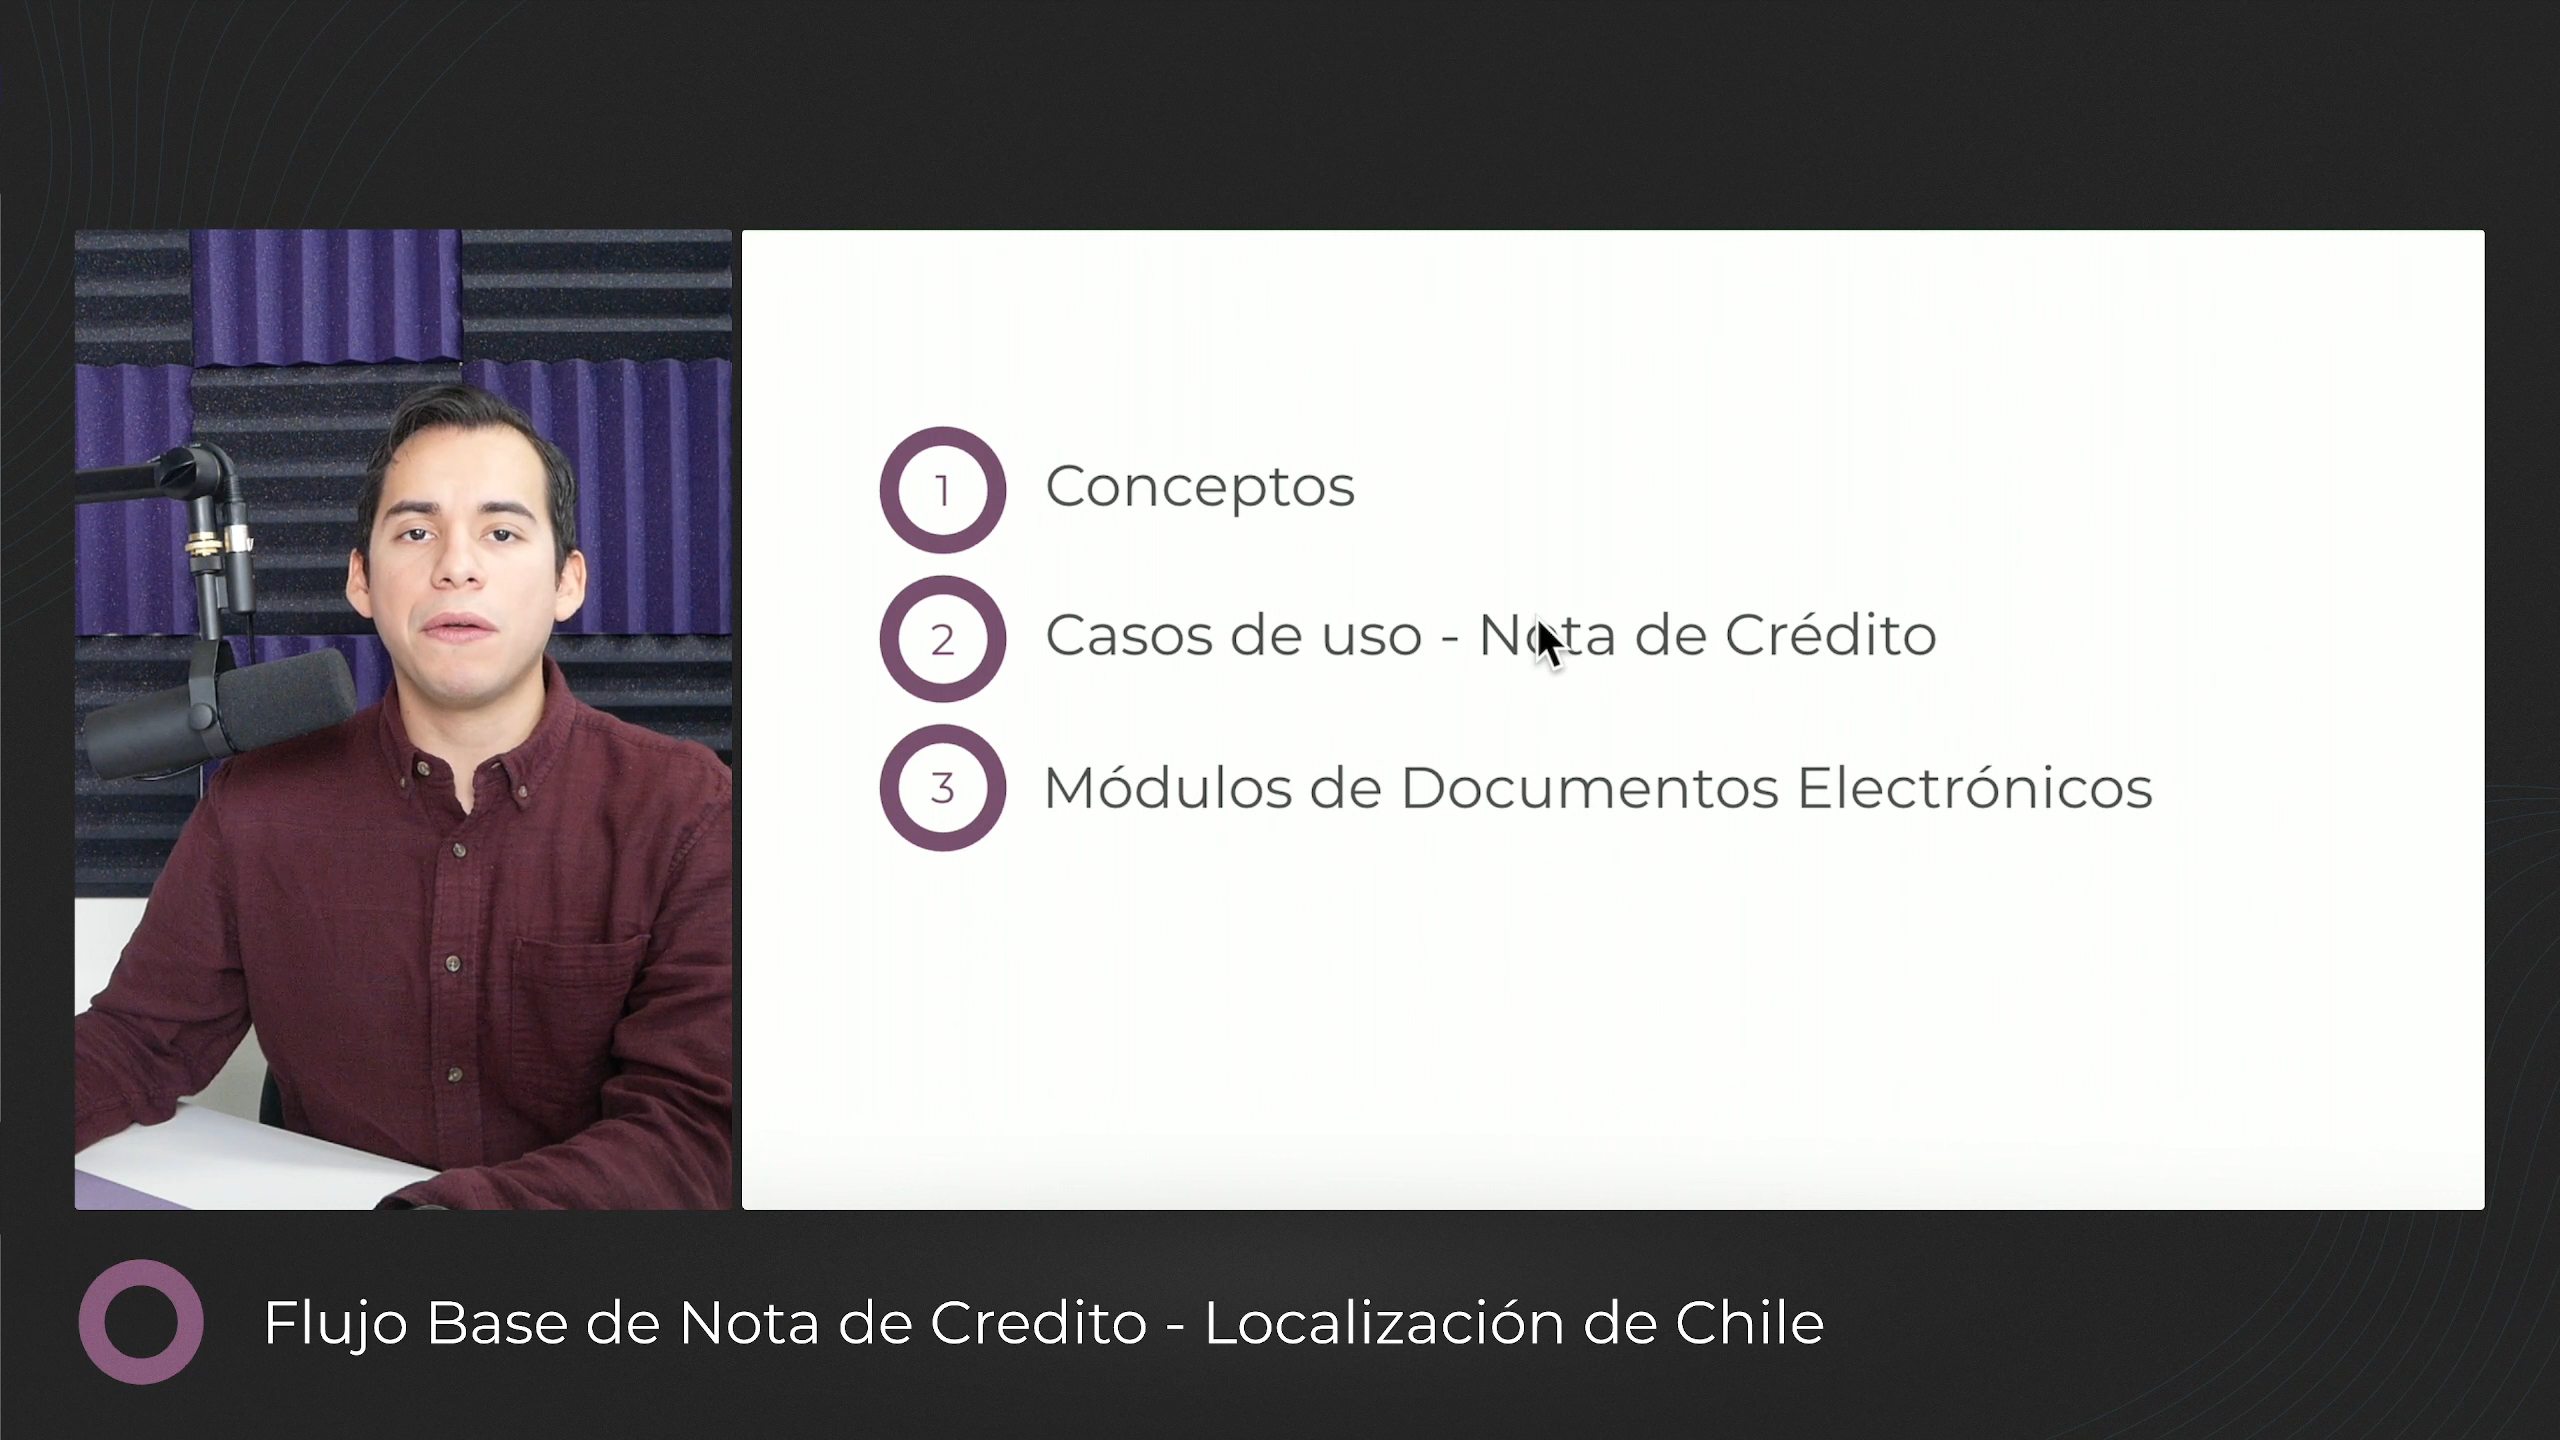 1 Conceptos
2 Casos de uso - Nota de Crédito
3 Módulos de Documentos Electrónicos
Flujo Base de Nota de Credito - Localización de Chile